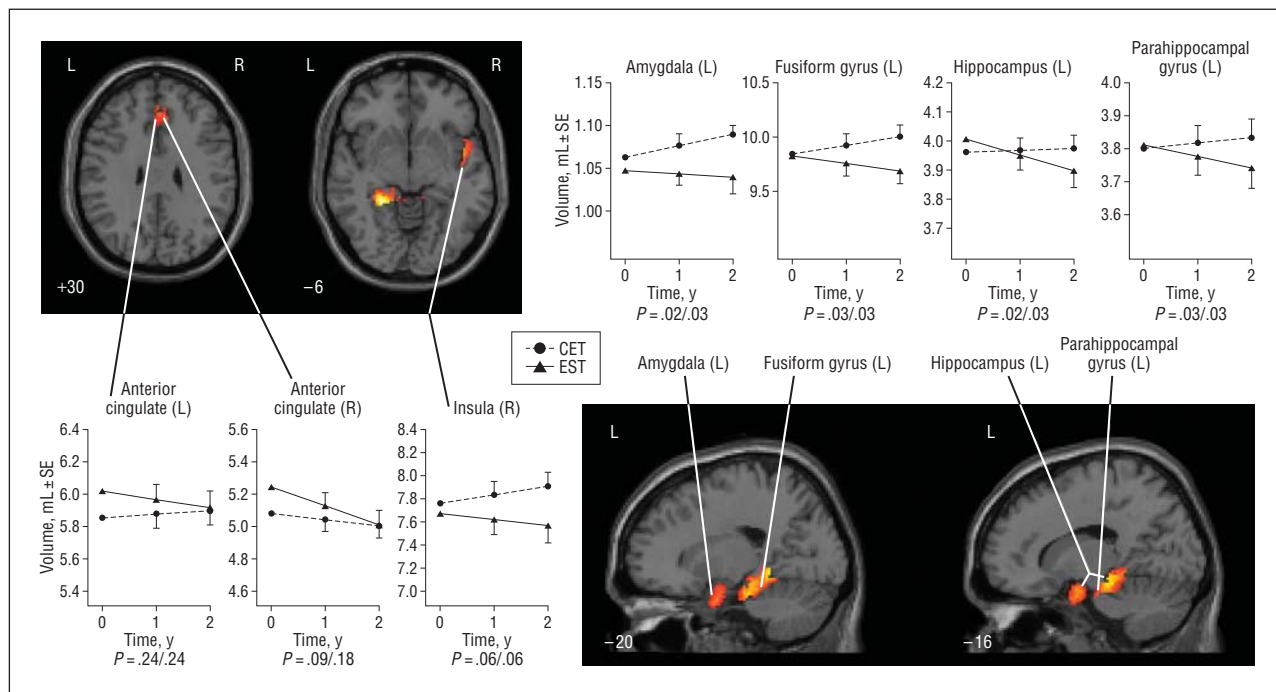 L
R
L
R
+30
–6
Amygdala (L)
Fusiform gyrus (L)
Hippocampus (L)
Parahippocampal
gyrus (L)
Volume, mL ± SE
1.15
1.10
1.05
1.00
0
1
2
Time, y
P = .02/.03
10.5
10.0
9.5
0
1
2
Time, y
P = .03/.03
4.2
4.1
4.0
3.9
3.8
3.7
0
1
2
Time, y
P = .02/.03
4.0
3.9
3.8
3.7
3.6
0
1
2
Time, y
P = .03/.03
CET
EST
Anterior
cingulate (L)
Anterior
cingulate (R)
Insula (R)
Volume, mL ± SE
6.4
6.2
6.0
5.8
5.6
5.4
0
1
2
Time, y
P = .24/.24
5.6
5.4
5.2
5.0
4.8
4.6
0
1
2
Time, y
P = .09/.18
8.4
8.2
8.0
7.8
7.6
7.4
7.2
7.0
0
1
2
Time, y
P = .06/.06
Amygdala (L)
Fusiform gyrus (L)
Hippocampus (L)
Parahippocampal
gyrus (L)
L
L
–20
–16